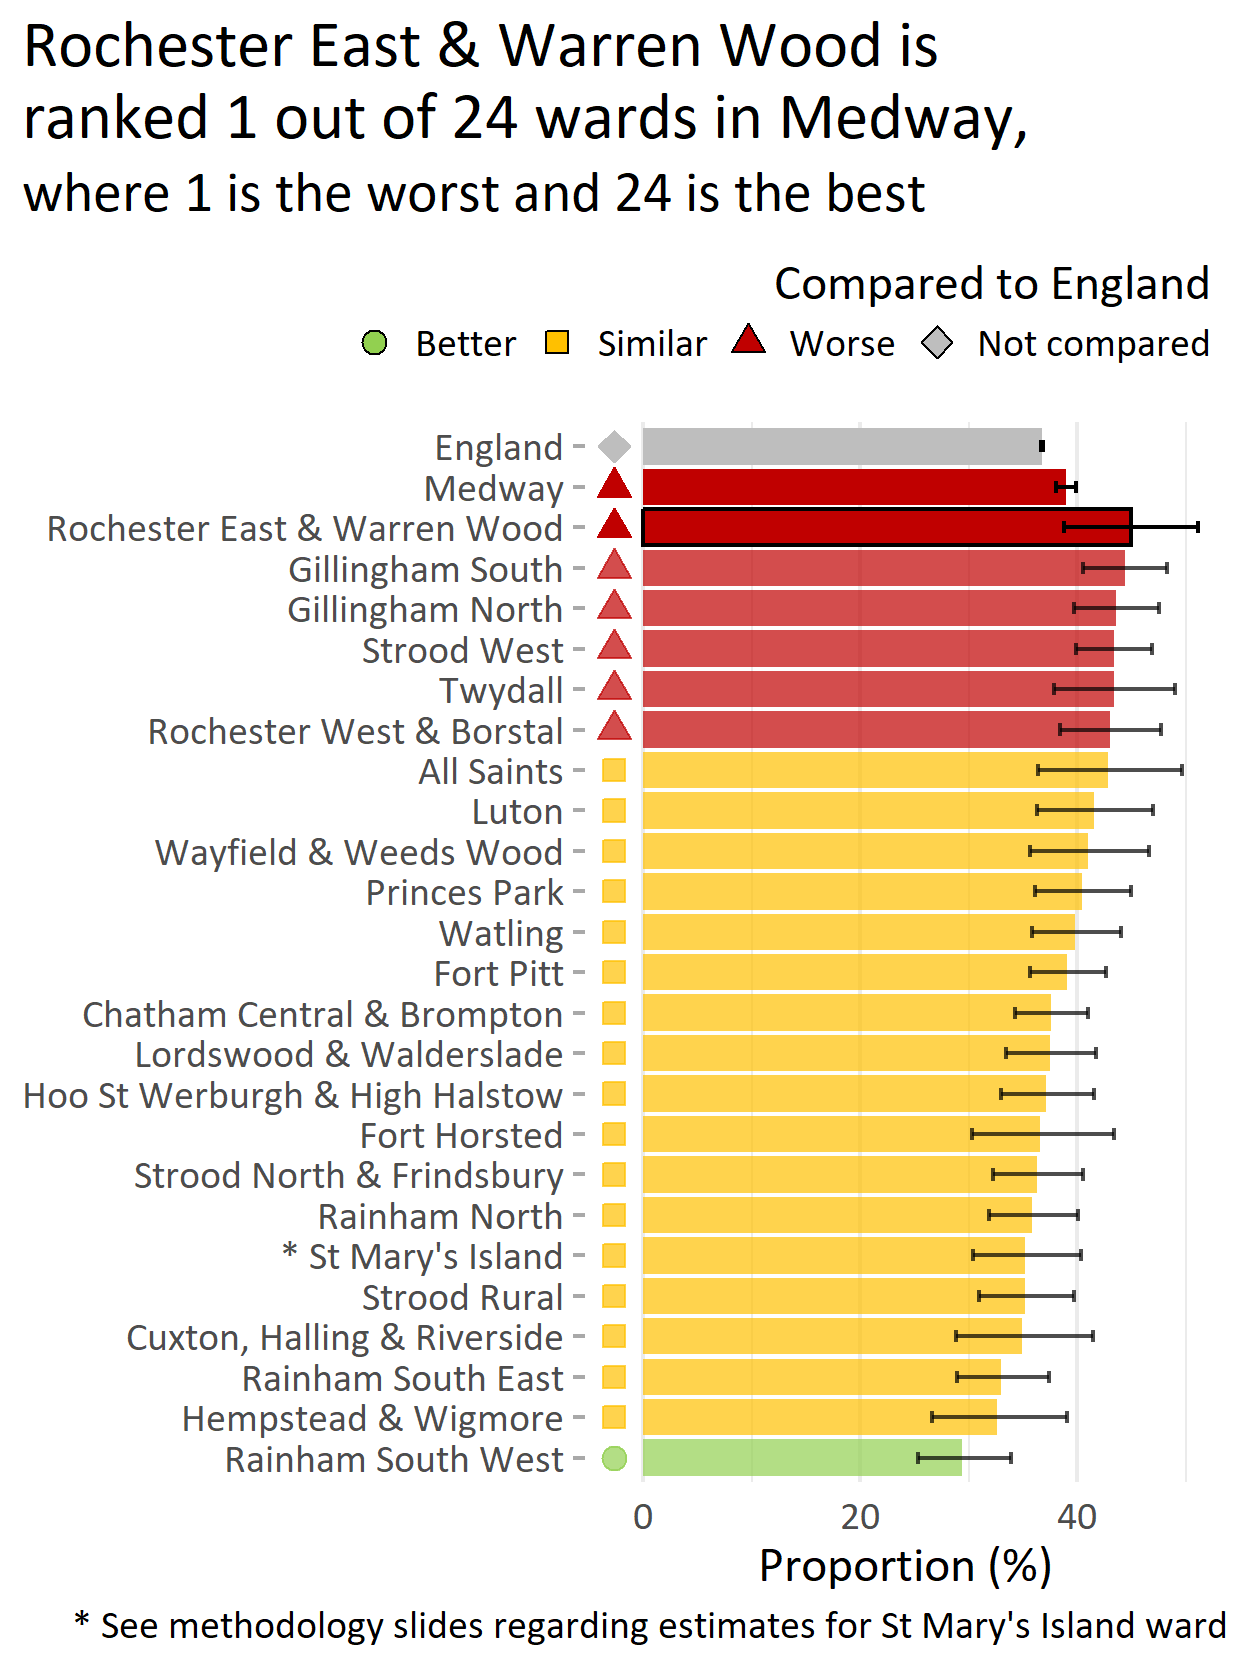 Rochester East & Warren Wood is
ranked 1 out of 24 wards in Medway,
where 1 is the worst and 24 is the best
Compared to England
Better Similar Worse Not compared
England
Medway
Rochester East & Warren Wood
Gillingham South
Gillingham North
Strood West
Twydall
Rochester West & Borstal
All Saints
Luton
Wayfield & Weeds Wood
Princes Park
Watling
Fort Pitt
Chatham Central & Brompton
Lordswood & Walderslade
Hoo St Werburgh & High Halstow
Fort Horsted
Strood North & Frindsbury
Rainham North
* St Mary's Island
Strood Rural
Cuxton, Halling & Riverside
Rainham South East
Hempstead & Wigmore
Rainham South West
0 20 40
Proportion (%)
* See methodology slides regarding estimates for St Mary's Island ward